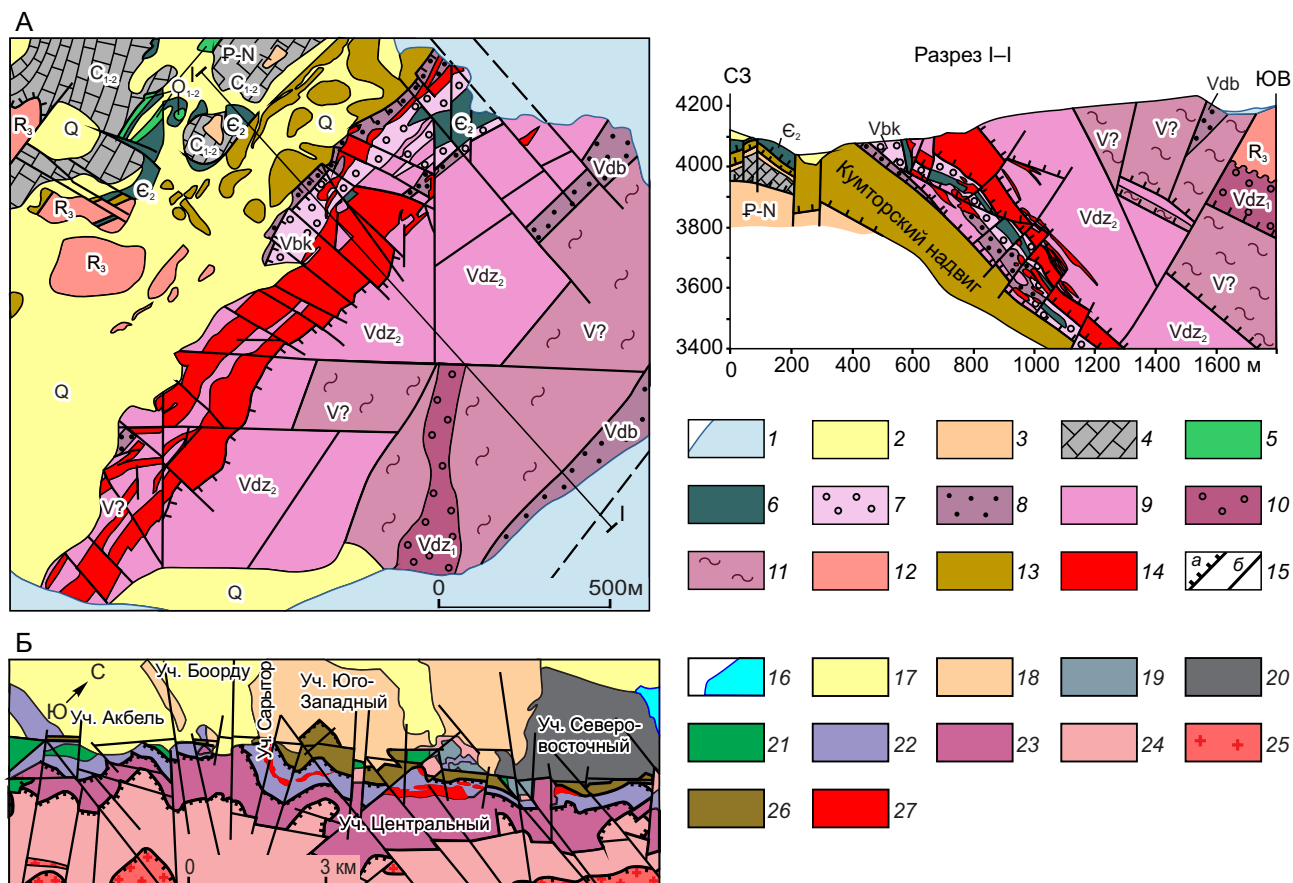 А
P-N
C1-2
I
C1-2
O1-2
R3
Q
Є2
Q
Є2
C1-2
Є2
R3
Vdb
Vbk
R3
Vdz2
V?
Vdz2
Q
V?
Vdb
V?
Vdz2
I
Vdz1
Q
0 500м
Разрез I–I
СЗ ЮВ
Vdb
4200
Є2
Vbk
V?
V?
R3
4000
P-N
Кумторский надвиг
Vdz1
3800
Vdz2
V?
3600
Vdz2
3400
0 200 400 600 800 1000 1200 1400 1600 м
1 2 3 4 5
6 7 8 9 10
11 12 13 14 а б 15
Б
С
Ю
Уч. Боорду
Уч. Акбель
Уч. Сарытор
Уч. Юго-
Западный
Уч. Северо-
восточный
Уч. Центральный
0 3 км
16 17 18 19 20
21 22 23 24 25
26 27